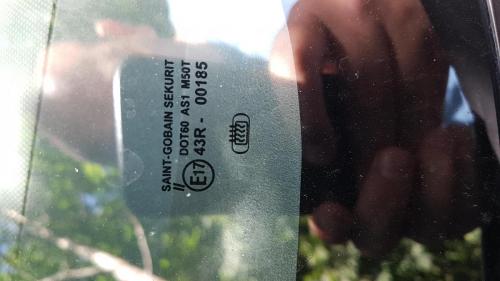 SAINT-GOBAIN SEKURIT
DOT60 AS1 M50T
//
E17 43R - 00185